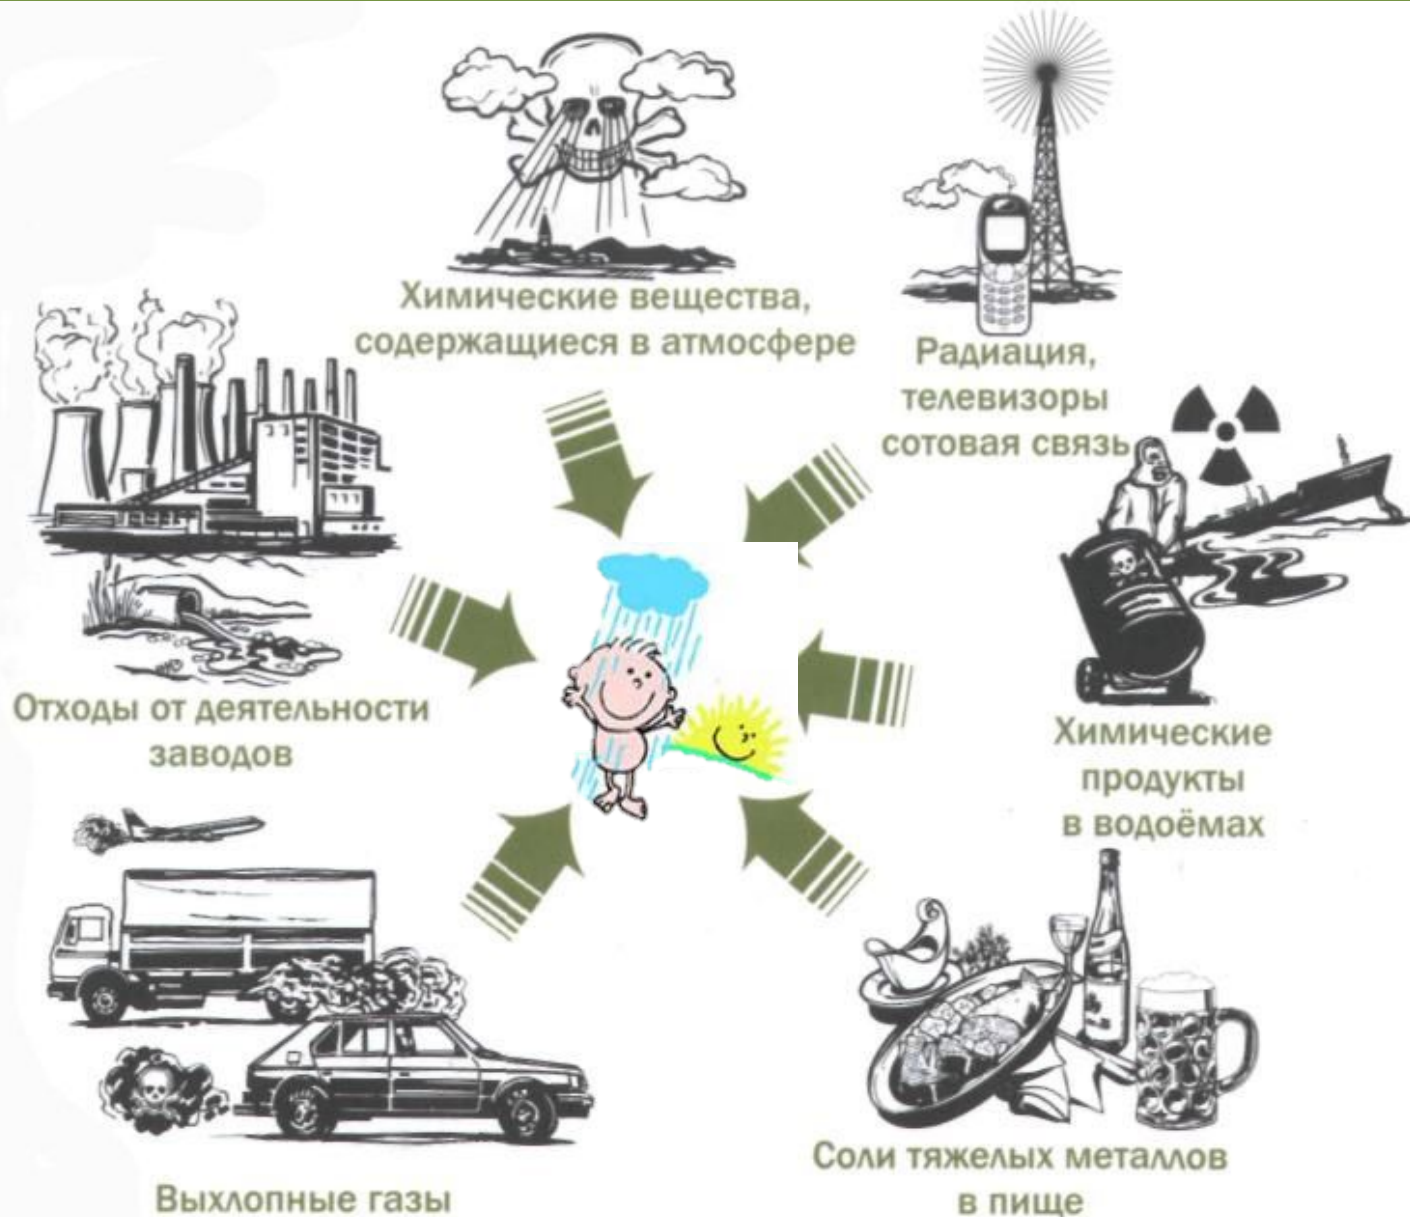 Химические вещества,
содержащиеся в атмосфере
Радиация,
телевизоры
сотовая связь
Отходы от деятельности
заводов
Химические
продукты
в водоёмах
Выхлопные газы
Соли тяжелых металлов
в пище